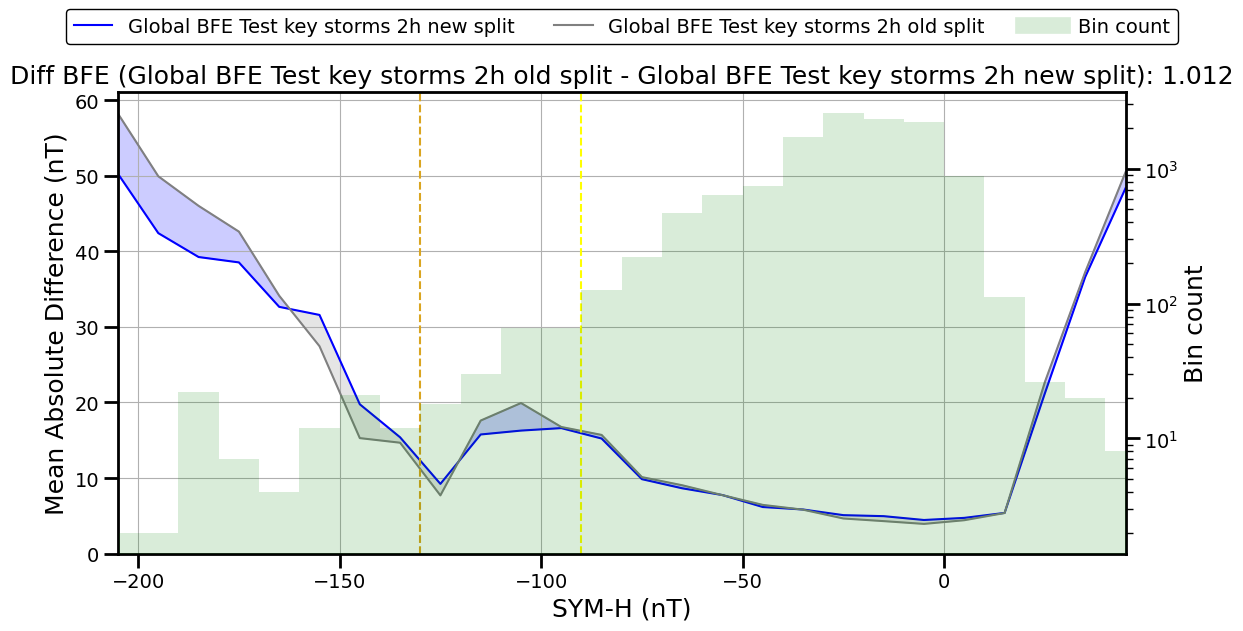 Global BFE Test key storms 2h new split Global BFE Test key storms 2h old split Bin count
Diff BFE (Global BFE Test key storms 2h old split - Global BFE Test key storms 2h new split): 1.012
Mean Absolute Difference (nT)
60
50
40
30
20
10
0
10³
10²
10¹
Bin count
−200 −150 −100 −50 0
SYM-H (nT)